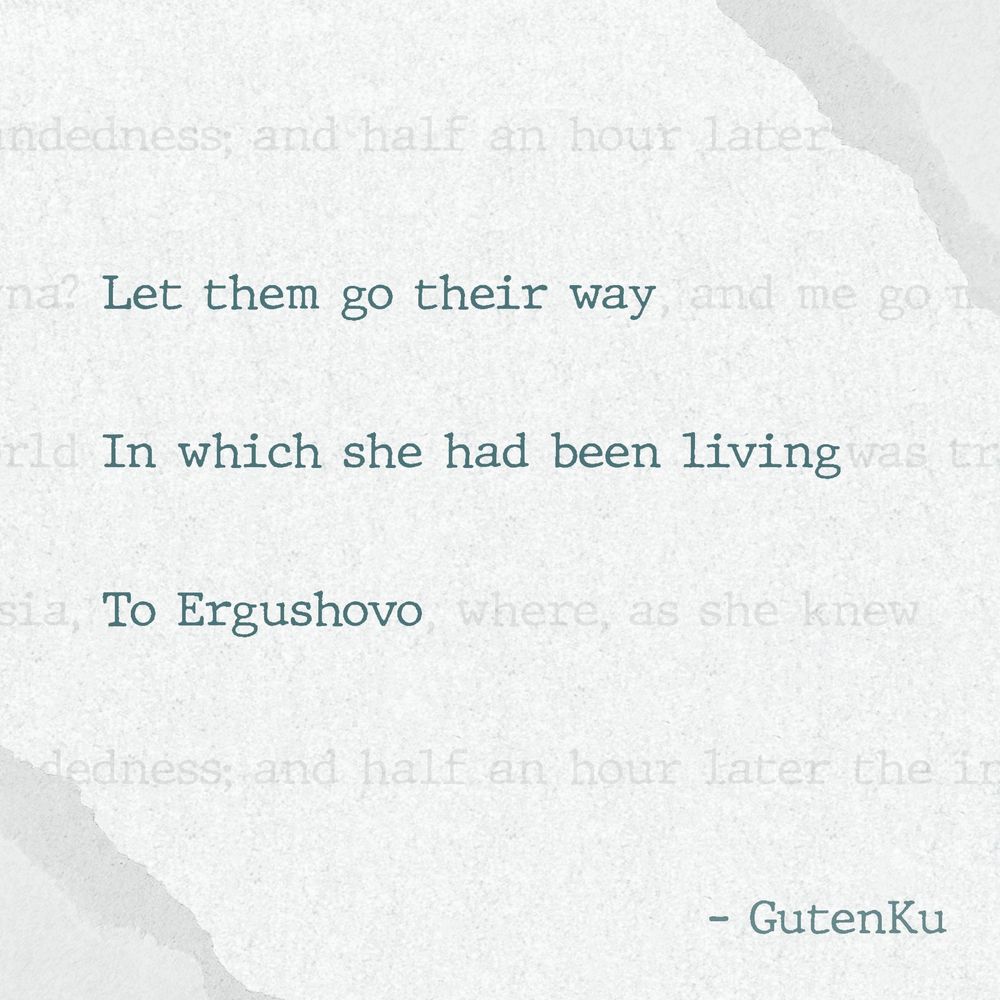 ndedness; and half an hour later
na? Let them go their way, and me go m
rld In which she had been living was tr
sia, To Ergushovo, where, as she knew
dedness; and half an hour later the in
- GutenKu